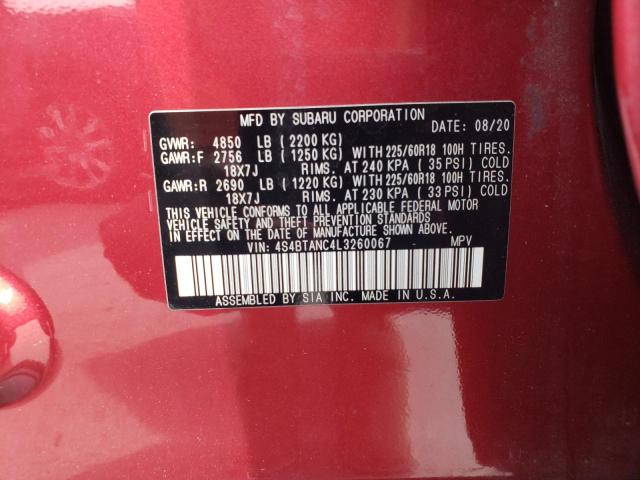 MFD BY SUBARU CORPORATION
DATE: 08/20
GVWR: 4850 LB (2200 KG)
GAWR:F 2756 LB (1250 KG) WITH 225/60R18 100H TIRES.
18X7J RIMS. AT 240 KPA (35 PSI) COLD
GAWR:R 2690 LB (1220 KG) WITH 225/60R18 100H TIRES.
18X7J RIMS. AT 230 KPA (33 PSI) COLD
THIS VEHICLE CONFORMS TO ALL APPLICABLE FEDERAL MOTOR
VEHICLE SAFETY AND THEFT PREVENTION STANDARDS
IN EFFECT ON THE DATE OF MANUFACTURE SHOWN ABOVE.
VIN: 4S4BTANC4L3260067 MPV
ASSEMBLED BY SIA INC. MADE IN U.S.A.